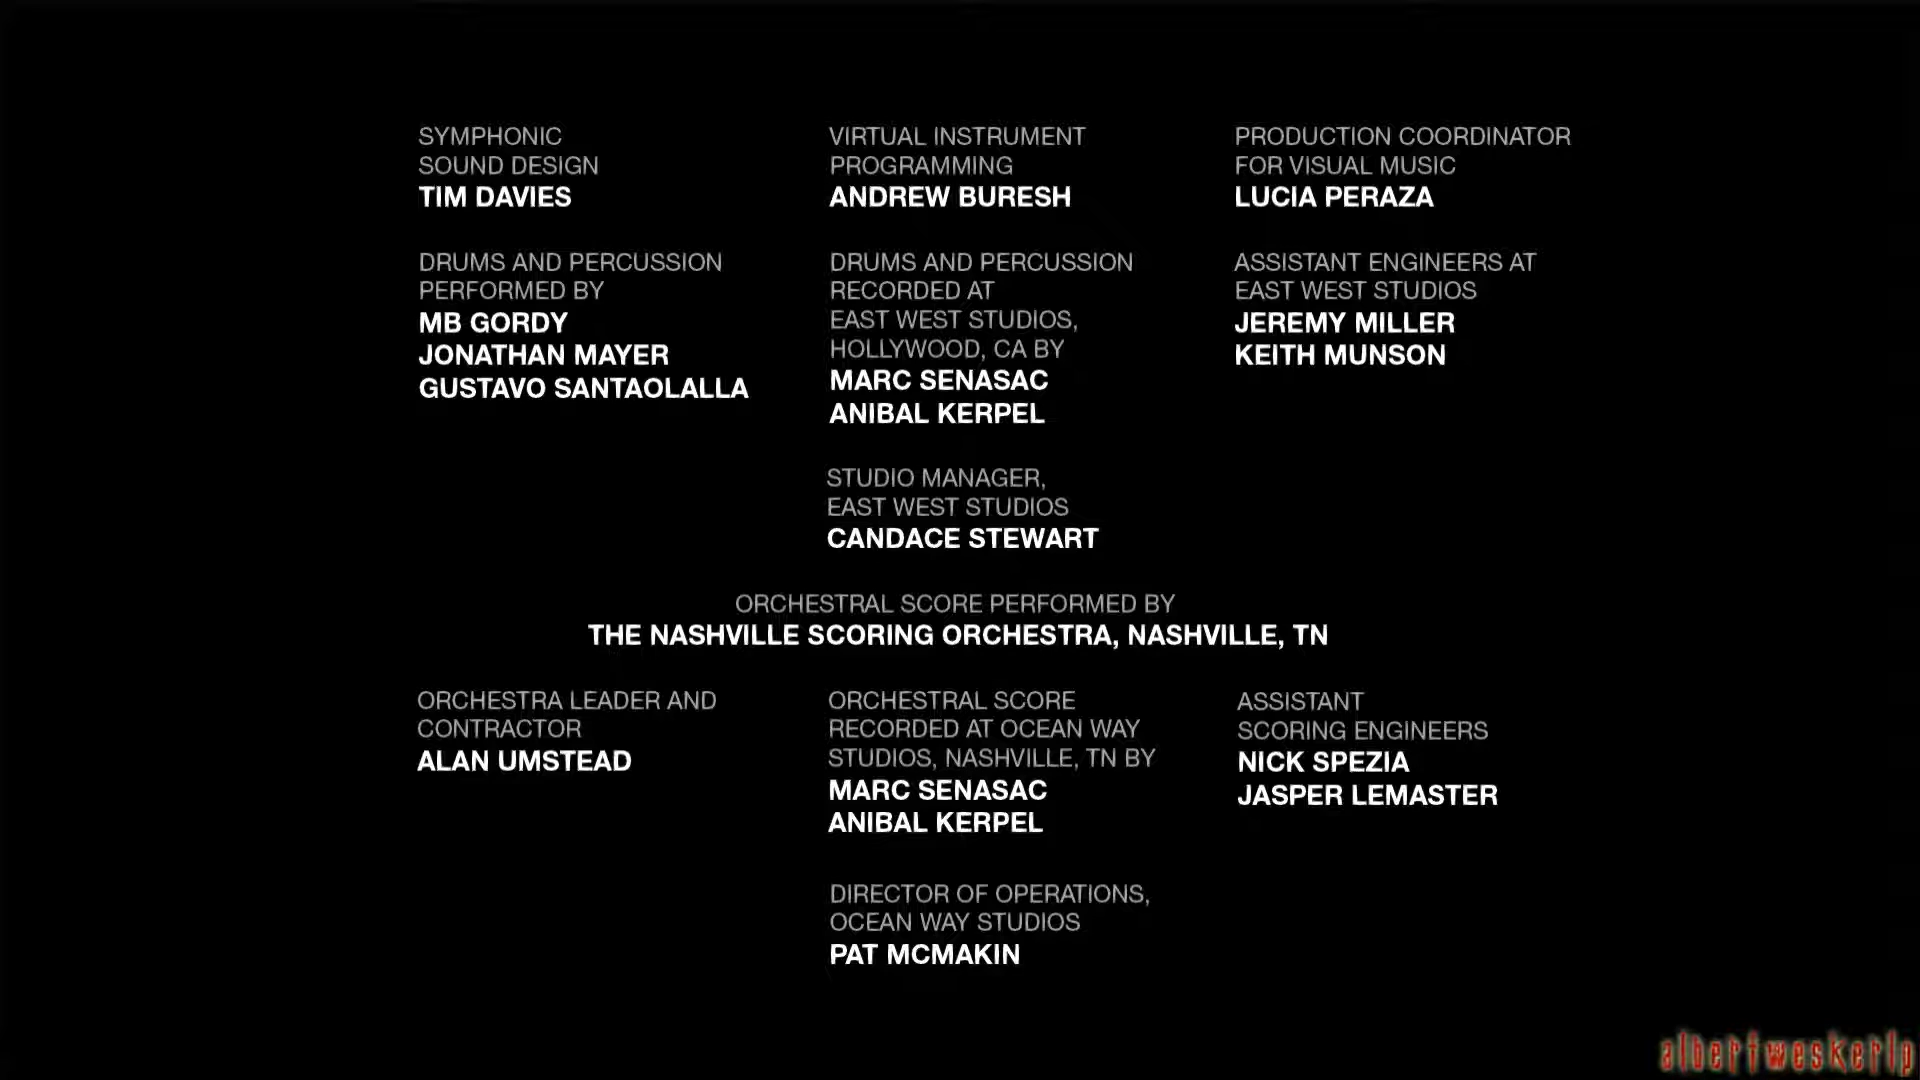 SYMPHONIC
SOUND DESIGN
TIM DAVIES
VIRTUAL INSTRUMENT
PROGRAMMING
ANDREW BURESH
PRODUCTION COORDINATOR
FOR VISUAL MUSIC
LUCIA PERAZA
DRUMS AND PERCUSSION
PERFORMED BY
MB GORDY
JONATHAN MAYER
GUSTAVO SANTAOLALLA
DRUMS AND PERCUSSION
RECORDED AT
EAST WEST STUDIOS,
HOLLYWOOD, CA BY
MARC SENASAC
ANIBAL KERPEL
ASSISTANT ENGINEERS AT
EAST WEST STUDIOS
JEREMY MILLER
KEITH MUNSON
STUDIO MANAGER,
EAST WEST STUDIOS
CANDACE STEWART
ORCHESTRAL SCORE PERFORMED BY
THE NASHVILLE SCORING ORCHESTRA, NASHVILLE, TN
ORCHESTRA LEADER AND
CONTRACTOR
ALAN UMSTEAD
ORCHESTRAL SCORE
RECORDED AT OCEAN WAY
STUDIOS, NASHVILLE, TN BY
MARC SENASAC
ANIBAL KERPEL
ASSISTANT
SCORING ENGINEERS
NICK SPEZIA
JASPER LEMASTER
DIRECTOR OF OPERATIONS,
OCEAN WAY STUDIOS
PAT MCMAKIN
albertweskerlp